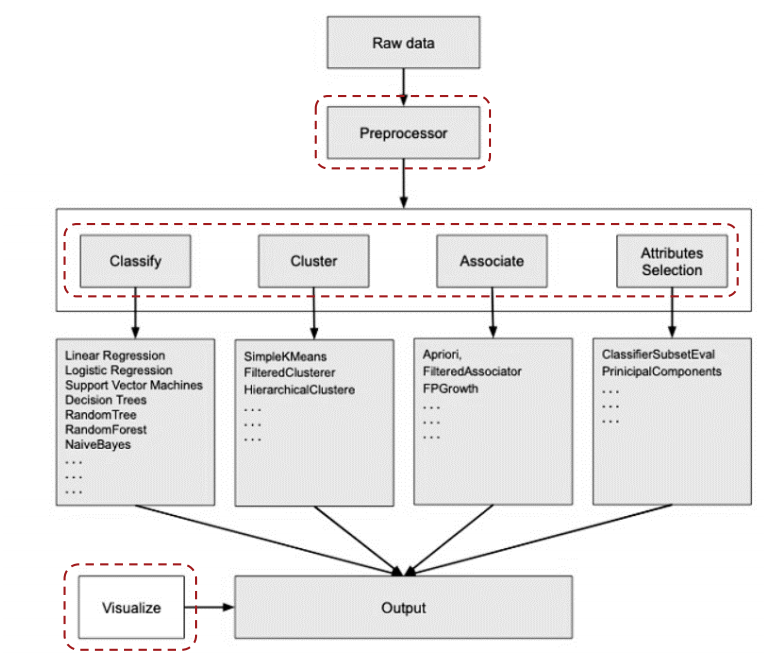 Raw data
Preprocessor
Classify
Cluster
Associate
Attributes
Selection
Linear Regression
Logistic Regression
Support Vector Machines
Decision Trees
RandomTree
RandomForest
NaiveBayes
...
...
...
SimpleKMeans
FilteredClusterer
HierarchicalClustere
...
...
...
Apriori,
FilteredAssociator
FPGrowth
...
...
...
ClassifierSubsetEval
PrinicipalComponents
...
...
...
Visualize
Output